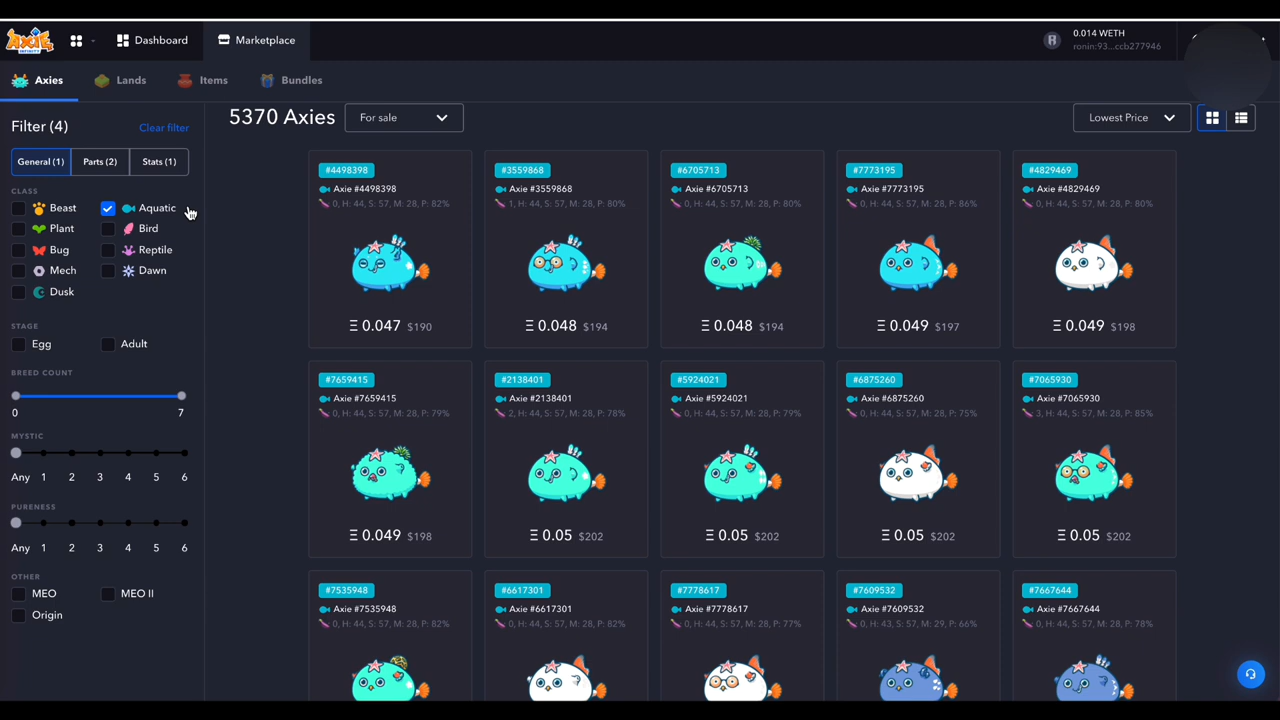 AXIE
INFINITY
Dashboard
Marketplace
0.014 WETH
ronin:93...ccb277946
Axies
Lands
Items
Bundles
Filter (4)
Clear filter
General (1)
Parts (2)
Stats (1)
CLASS
Beast
Aquatic
Plant
Bird
Bug
Reptile
Mech
Dawn
Dusk
STAGE
Egg
Adult
BREED COUNT
0
7
MYSTIC
Any 1 2 3 4 5 6
PURENESS
Any 1 2 3 4 5 6
OTHER
MEO
MEO II
Origin
5370 Axies
For sale
Lowest Price
#4498398
Axie #4498398
0, H: 44, S: 57, M: 28, P: 82%
Ξ 0.047 $190
#3559868
Axie #3559868
1, H: 44, S: 57, M: 28, P: 80%
Ξ 0.048 $194
#6705713
Axie #6705713
0, H: 44, S: 57, M: 28, P: 80%
Ξ 0.048 $194
#7773195
Axie #7773195
0, H: 44, S: 57, M: 28, P: 86%
Ξ 0.049 $197
#4829469
Axie #4829469
0, H: 44, S: 57, M: 28, P: 80%
Ξ 0.049 $198
#7659415
Axie #7659415
0, H: 44, S: 57, M: 28, P: 79%
Ξ 0.049 $198
#2138401
Axie #2138401
2, H: 44, S: 57, M: 28, P: 78%
Ξ 0.05 $202
#5924021
Axie #5924021
0, H: 44, S: 57, M: 28, P: 79%
Ξ 0.05 $202
#6875260
Axie #6875260
0, H: 44, S: 57, M: 28, P: 75%
Ξ 0.05 $202
#7065930
Axie #7065930
3, H: 44, S: 57, M: 28, P: 85%
Ξ 0.05 $202
#7535948
Axie #7535948
0, H: 44, S: 57, M: 28, P: 82%
#6617301
Axie #6617301
0, H: 44, S: 57, M: 28, P: 82%
#7778617
Axie #7778617
0, H: 44, S: 57, M: 28, P: 77%
#7609532
Axie #7609532
0, H: 43, S: 57, M: 29, P: 66%
#7667644
Axie #7667644
0, H: 44, S: 57, M: 28, P: 78%